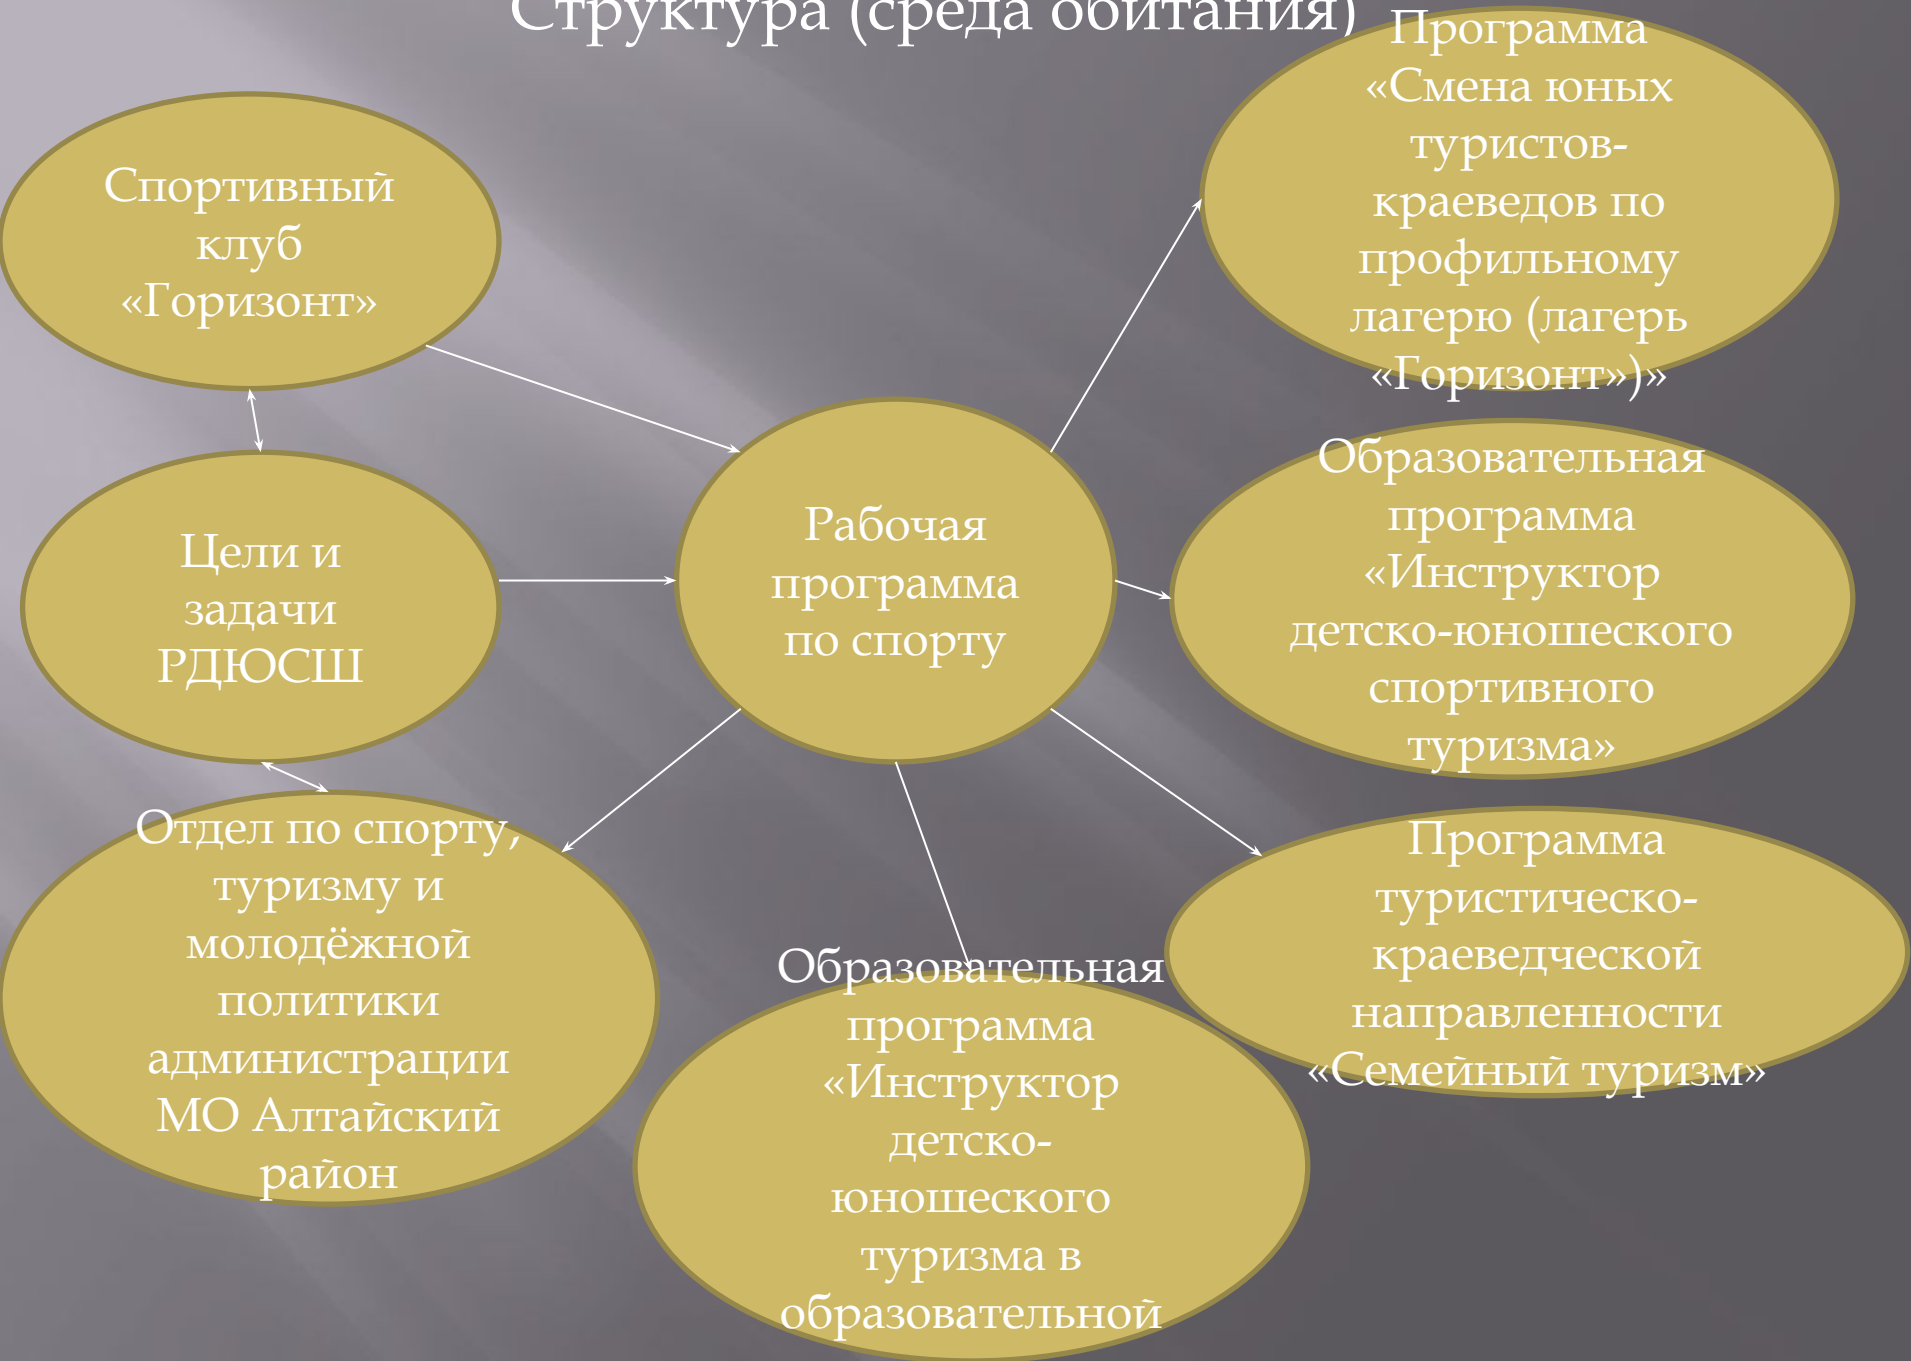 Структура (среда обитания)
Спортивный
клуб
«Горизонт»
Цели и
задачи
РДЮСШ
Отдел по спорту,
туризму и
молодёжной
политики
администрации
МО Алтайский
район
Рабочая
программа
по спорту
Программа
«Смена юных
туристов-
краеведов по
профильному
лагерю (лагерь
«Горизонт»)»
Образовательная
программа
«Инструктор
детско-юношеского
спортивного
туризма»
Программа
туристическо-
краеведческой
направленности
«Семейный туризм»
Образовательная
программа
«Инструктор
детско-
юношеского
туризма в
образовательной